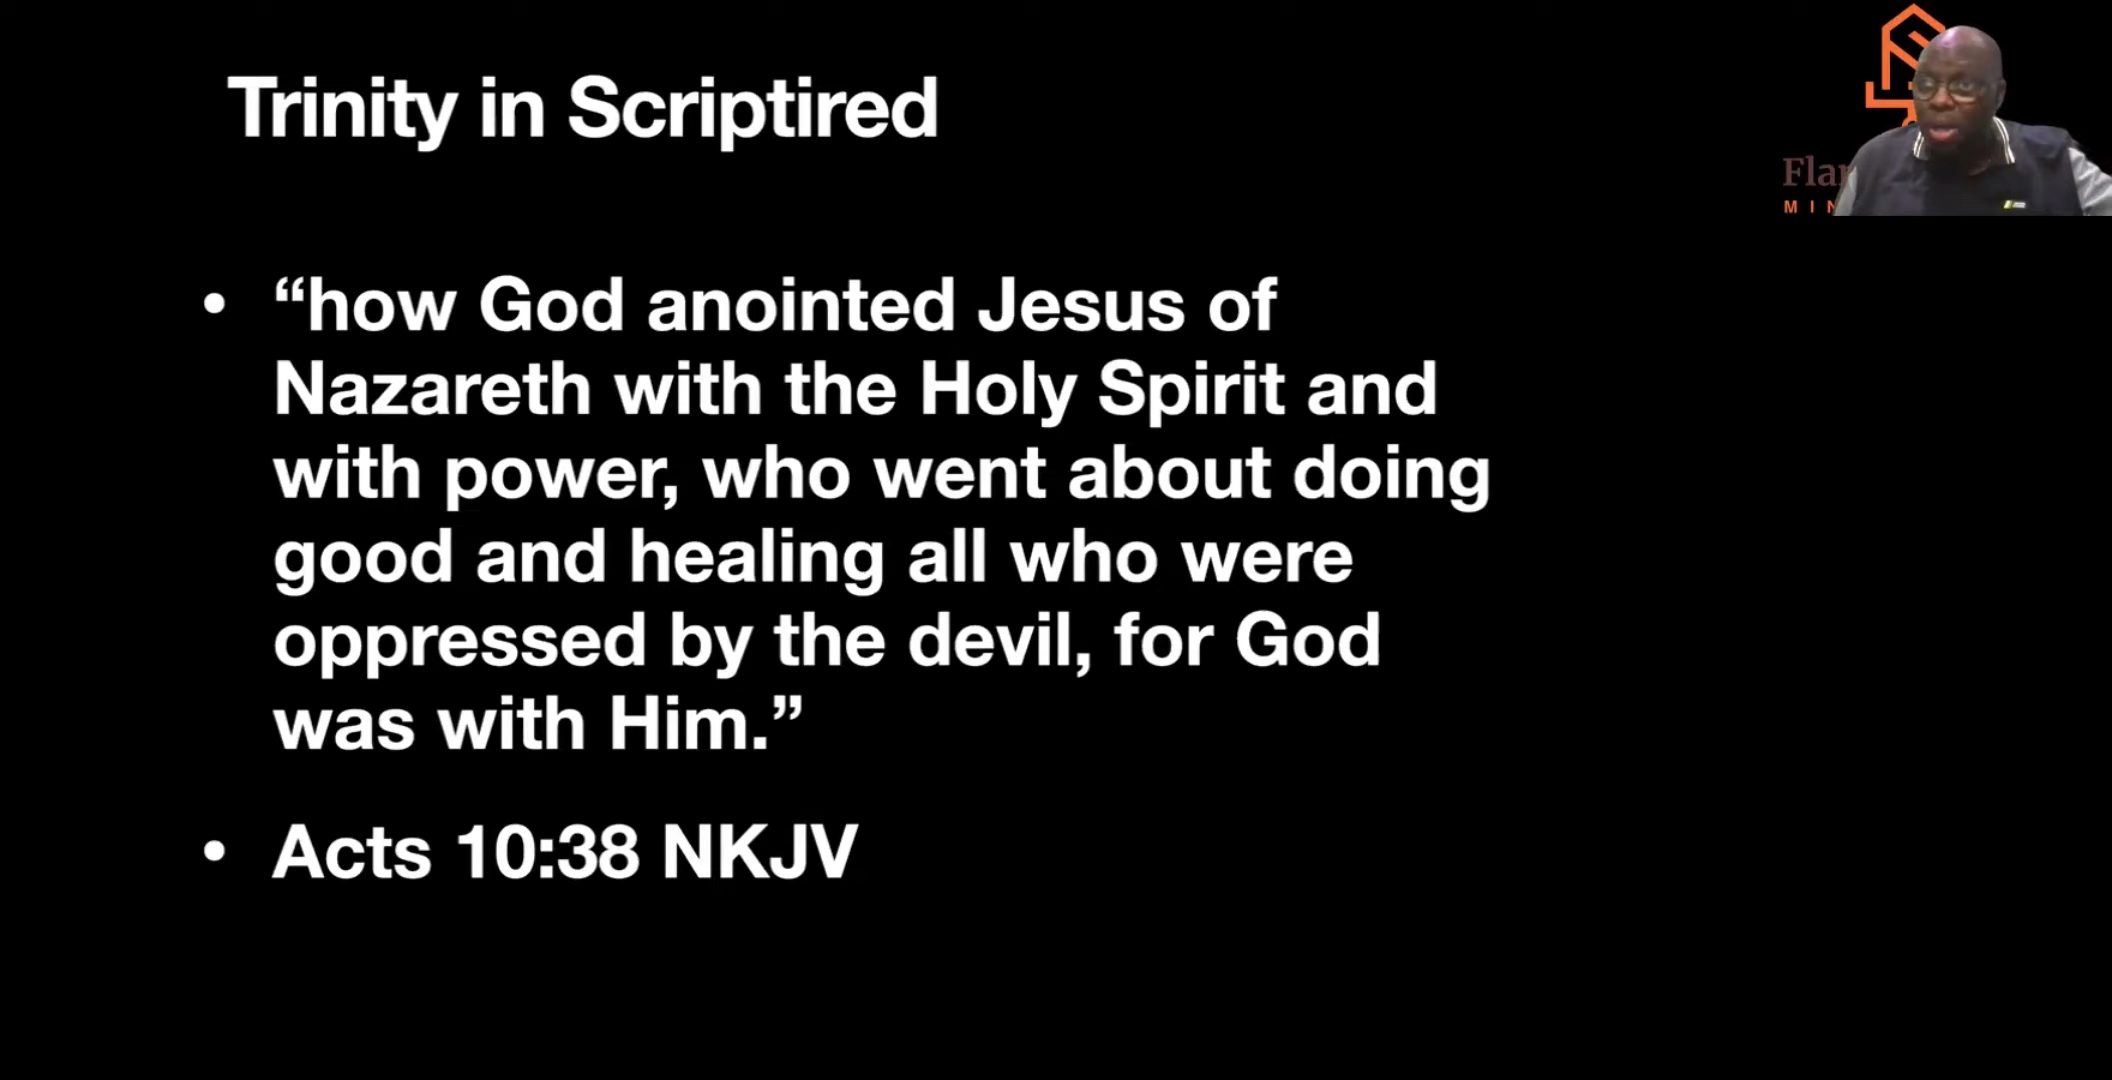 Trinity in Scriptired
• “how God anointed Jesus of
Nazareth with the Holy Spirit and
with power, who went about doing
good and healing all who were
oppressed by the devil, for God
was with Him.”
• Acts 10:38 NKJV